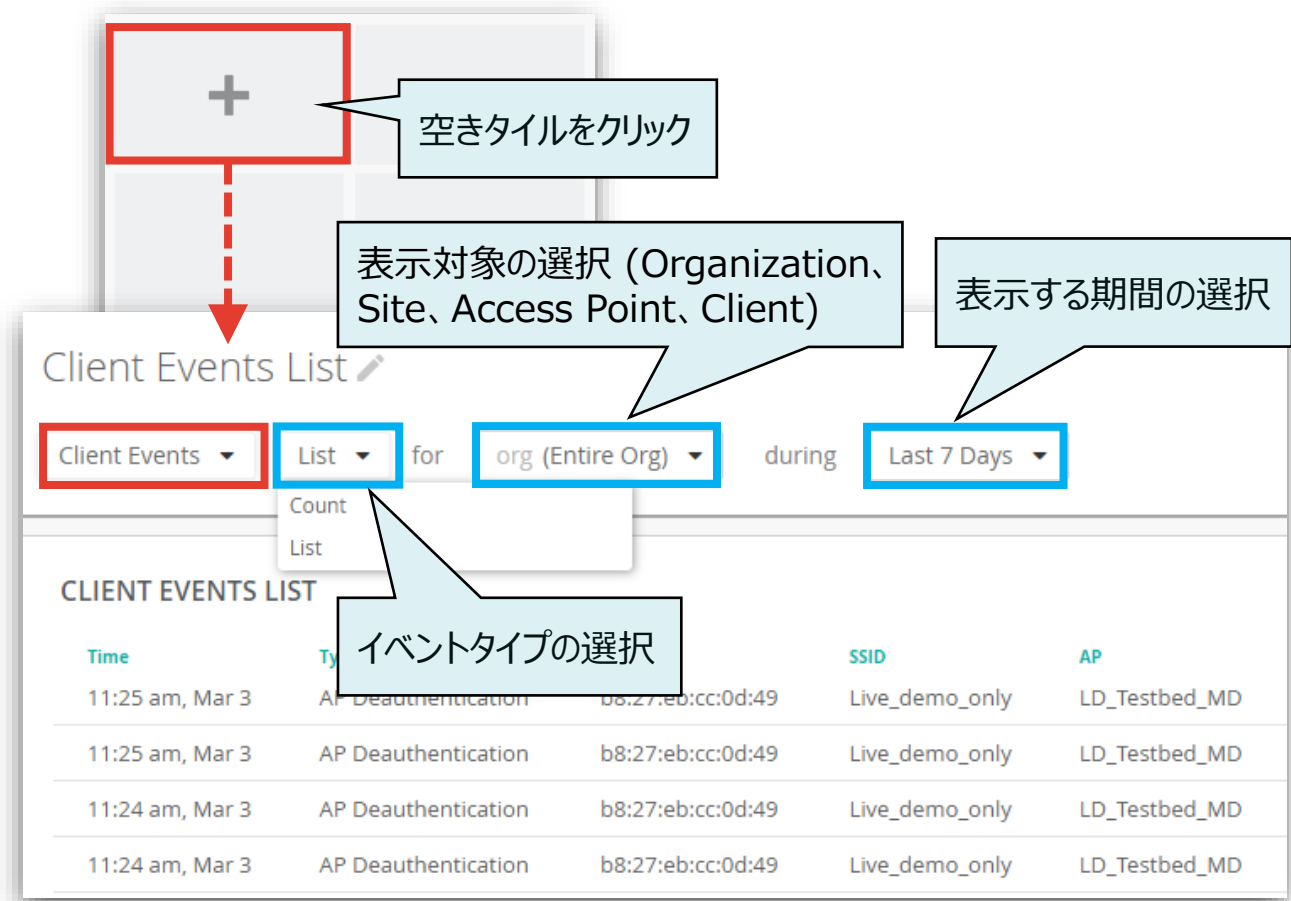 +
空きタイルをクリック
表示対象の選択 (Organization、
Site、Access Point、Client)
表示する期間の選択
Client Events List
Client Events
List
for
org (Entire Org)
during
Last 7 Days
Count
List
イベントタイプの選択
CLIENT EVENTS LIST
Time SSID AP
11:25 am, Mar 3 AP Deauthentication b8:27:eb:cc:0d:49 Live_demo_only LD_Testbed_MD
11:25 am, Mar 3 AP Deauthentication b8:27:eb:cc:0d:49 Live_demo_only LD_Testbed_MD
11:24 am, Mar 3 AP Deauthentication b8:27:eb:cc:0d:49 Live_demo_only LD_Testbed_MD
11:24 am, Mar 3 AP Deauthentication b8:27:eb:cc:0d:49 Live_demo_only LD_Testbed_MD